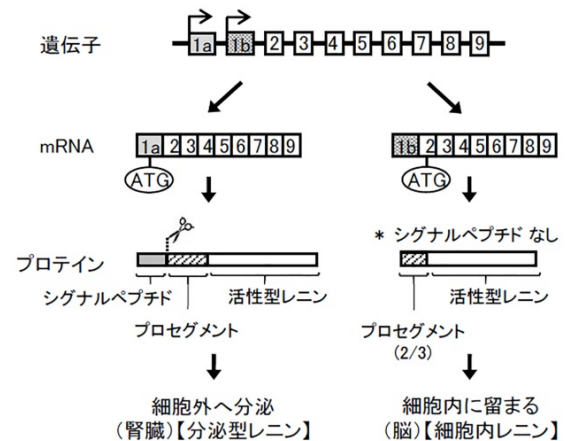 遺伝子 1a 1b 2 3 4 5 6 7 8 9
mRNA 1a 2 3 4 5 6 7 8 9 1b 2 3 4 5 6 7 8 9
ATG ATG
* シグナルペプチド なし
プロテイン
シグナルペプチド 活性型レニン 活性型レニン
プロセグメント プロセグメント
(2/3)
細胞外へ分泌 細胞内に留まる
(腎臓)【分泌型レニン】 (脳)【細胞内レニン】